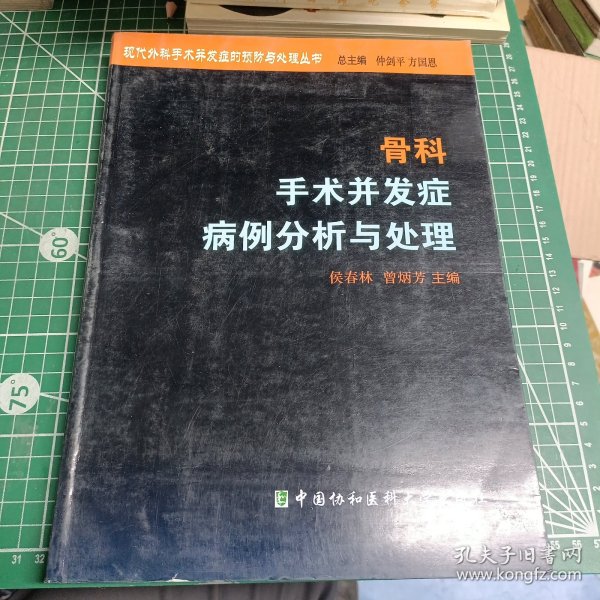 现代外科手术并发症的预防与处理丛书 总主编 仲剑平 方国恩
骨科
手术并发症
病例分析与处理
侯春林 曾炳芳 主编
中国协和医科大
60°
75°
孔夫子旧书网
www.kongfz.com